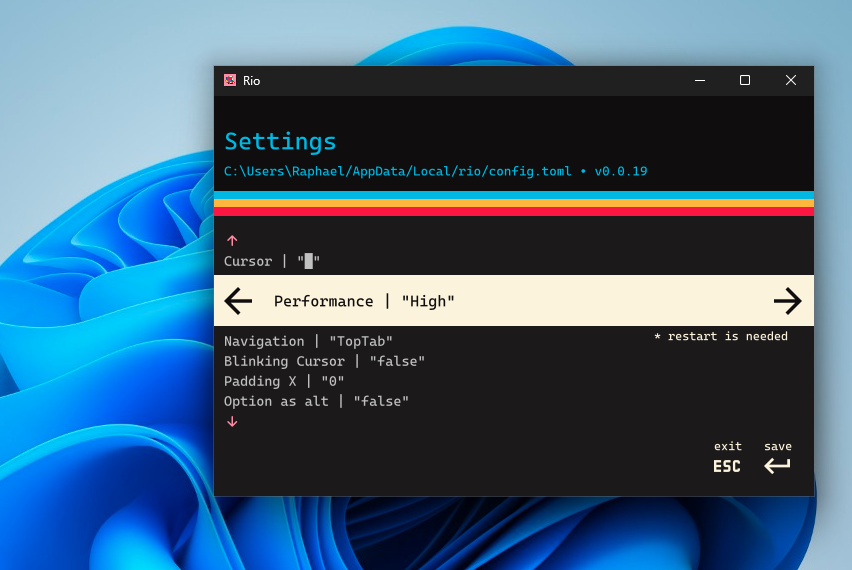 Rio
Settings
C:\Users\Raphael/AppData/Local/rio/config.toml • v0.0.19
↑
Cursor | "█"
← Performance | "High" →
* restart is needed
Navigation | "TopTab"
Blinking Cursor | "false"
Padding X | "0"
Option as alt | "false"
↓
exit save
ESC ↵